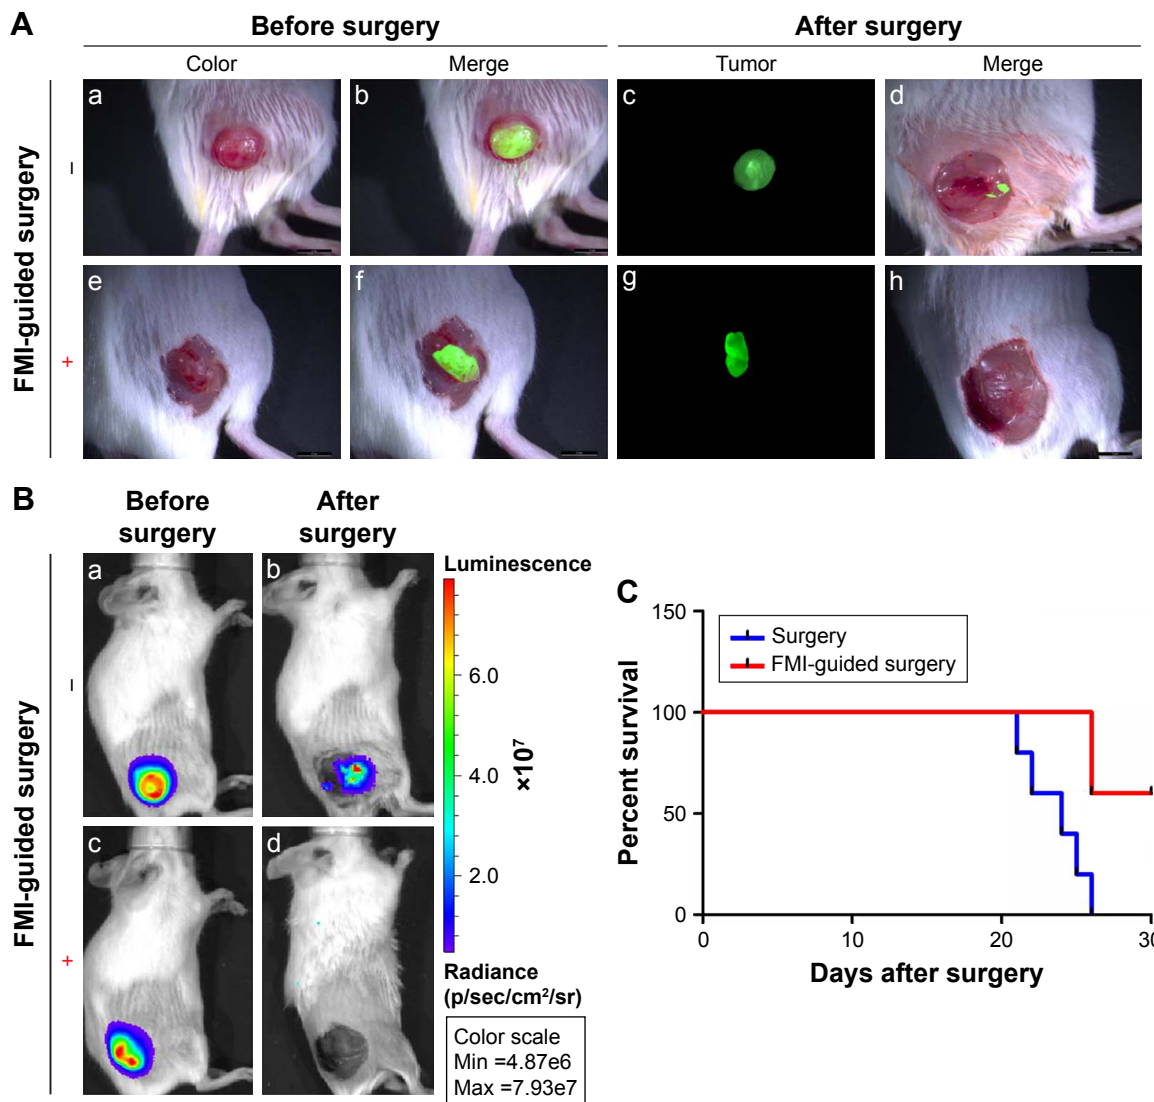 A
Before surgery
After surgery
Color
Merge
Tumor
Merge
FMI-guided surgery
–
+
a
b
c
d
e
f
g
h
B
Before
surgery
After
surgery
FMI-guided surgery
–
+
a
b
c
d
Luminescence
6.0
4.0
2.0
×10⁷
Radiance
(p/sec/cm²/sr)
Color scale
Min =4.87e6
Max =7.93e7
C
Surgery
FMI-guided surgery
Percent survival
150
100
50
0
0
10
20
30
Days after surgery